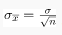 σ_x̅ = σ/√n